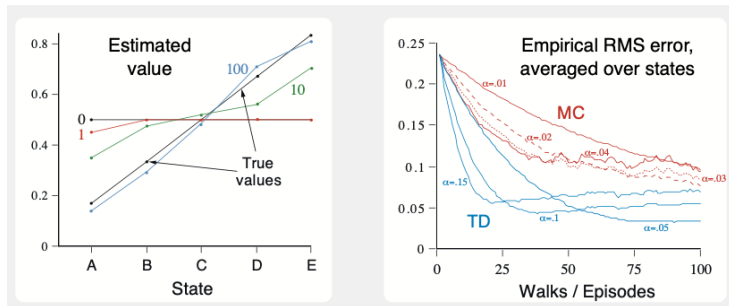 Estimated
value
0.8
0.6
0.4
0.2
0
0
1
100
10
True
values
A B C D E
State
Empirical RMS error,
averaged over states
0.25
0.2
0.15
0.1
0.05
0
α=.01
MC
α=.02
α=.04
α=.03
α=.15
TD
α=.1
α=.05
0 25 50 75 100
Walks / Episodes